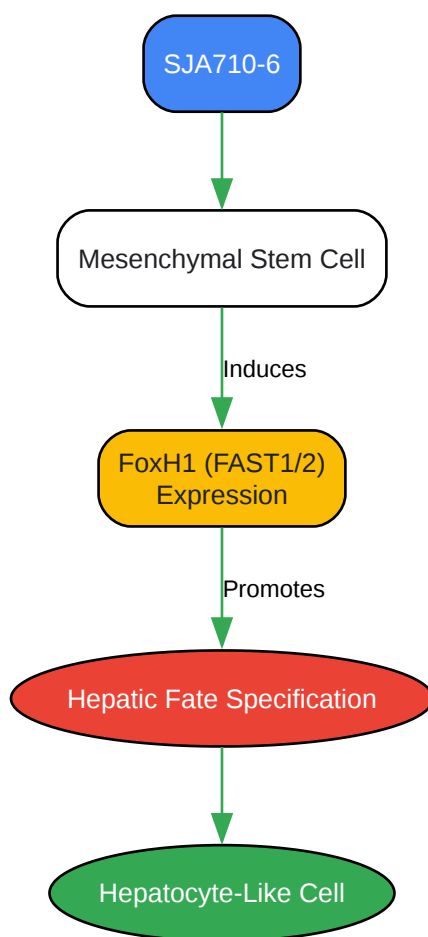 SJA710-6
Mesenchymal Stem Cell
Induces
FoxH1 (FAST1/2)
Expression
Promotes
Hepatic Fate Specification
Hepatocyte-Like Cell